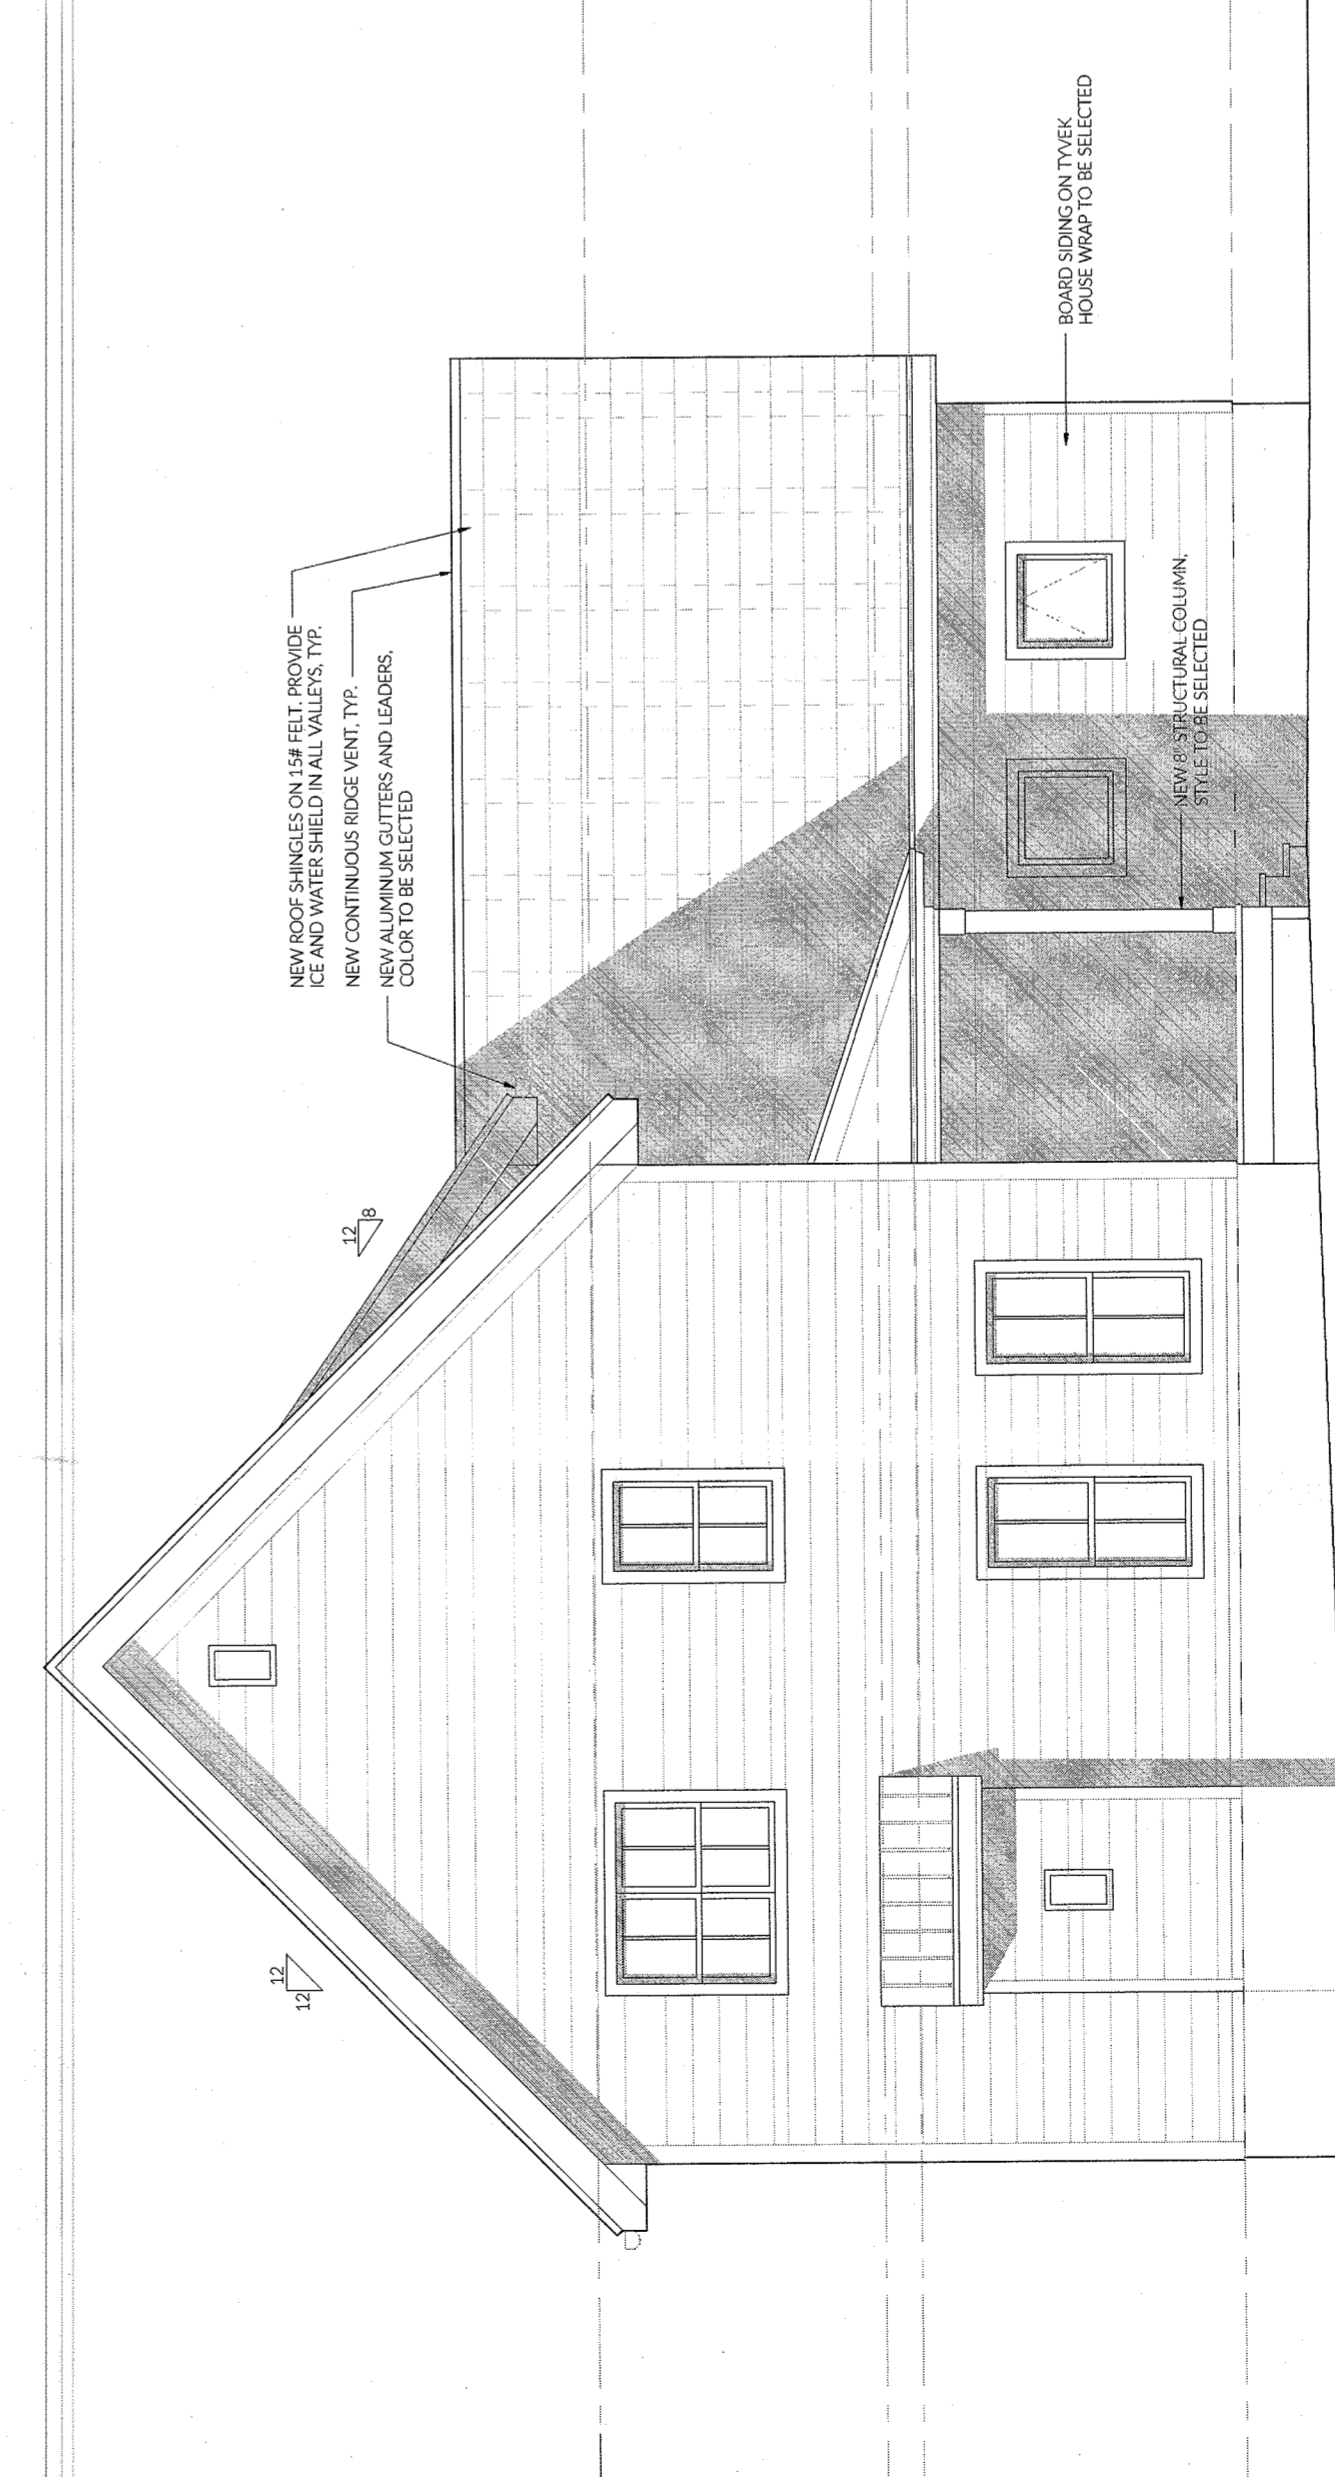 NEW ROOF SHINGLES ON 15# FELT. PROVIDE
ICE AND WATER SHIELD IN ALL VALLEYS, TYP.
NEW CONTINUOUS RIDGE VENT, TYP.
NEW ALUMINUM GUTTERS AND LEADERS,
COLOR TO BE SELECTED
12
8
12
12
BOARD SIDING ON TYVEK
HOUSE WRAP TO BE SELECTED
NEW 8" STRUCTURAL COLUMN,
STYLE TO BE SELECTED